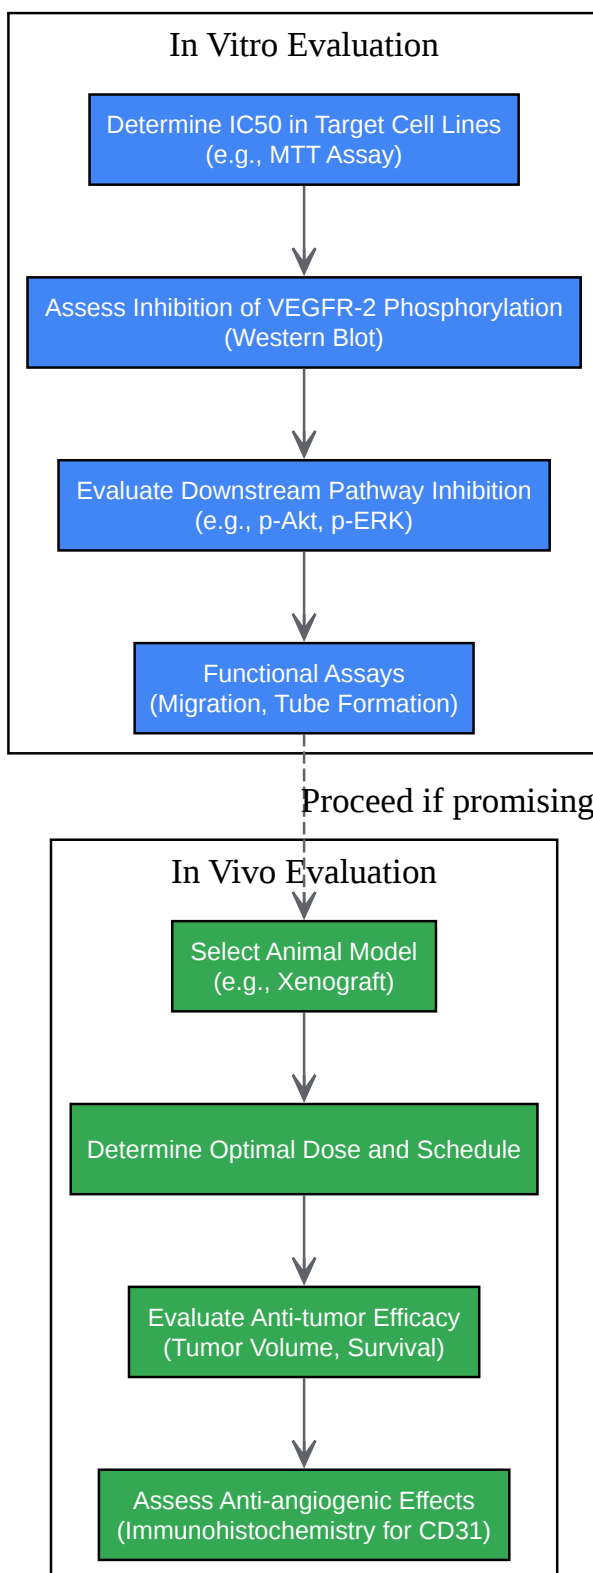 In Vitro Evaluation
Determine IC50 in Target Cell Lines
(e.g., MTT Assay)
Assess Inhibition of VEGFR-2 Phosphorylation
(Western Blot)
Evaluate Downstream Pathway Inhibition
(e.g., p-Akt, p-ERK)
Functional Assays
(Migration, Tube Formation)
Proceed if promising
In Vivo Evaluation
Select Animal Model
(e.g., Xenograft)
Determine Optimal Dose and Schedule
Evaluate Anti-tumor Efficacy
(Tumor Volume, Survival)
Assess Anti-angiogenic Effects
(Immunohistochemistry for CD31)